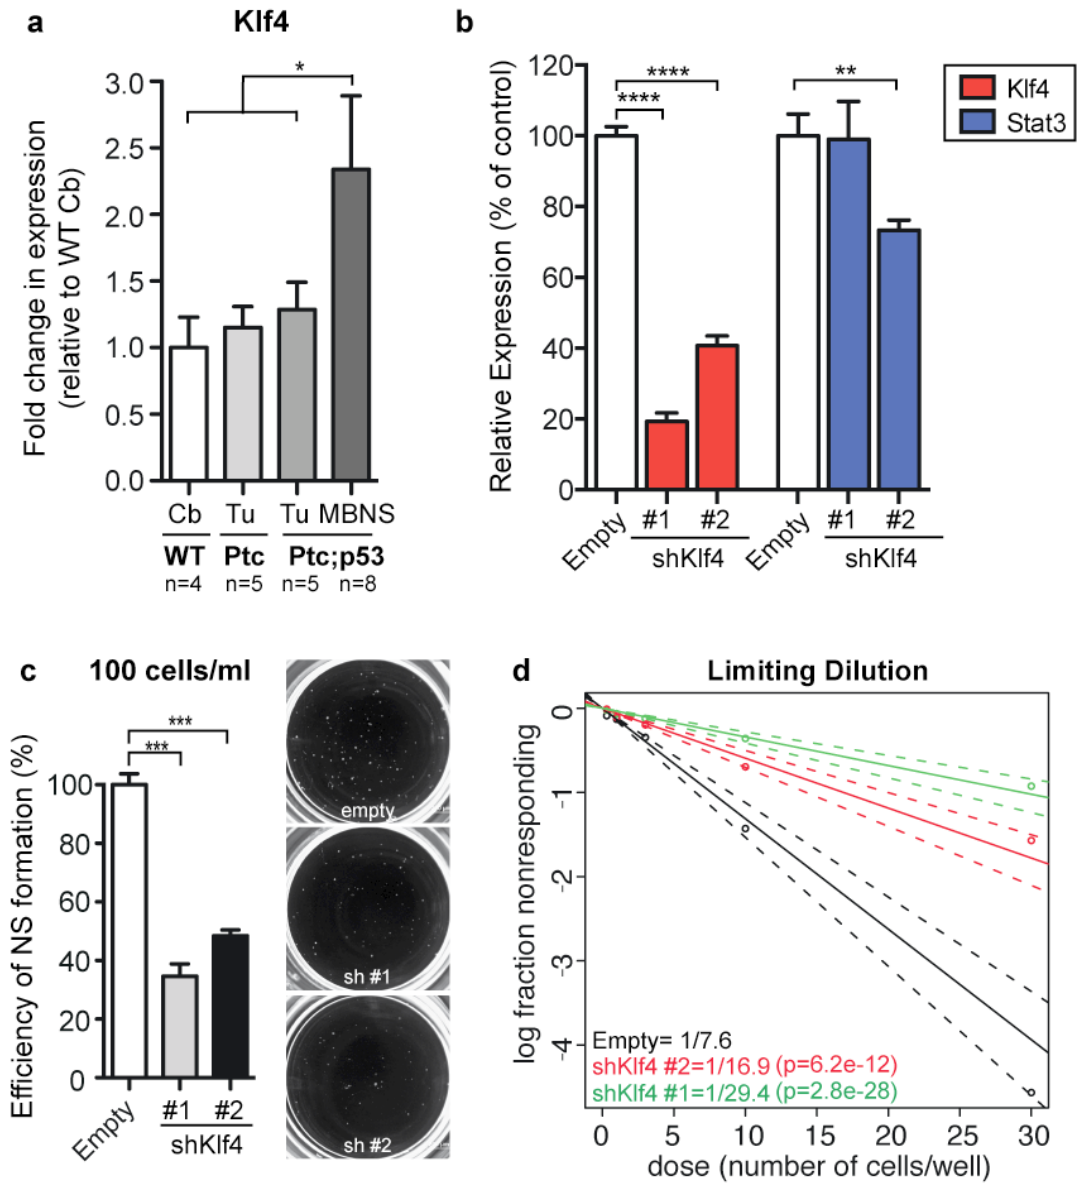 a
Klf4
*
Fold change in expression
(relative to WT Cb)
3.0
2.5
2.0
1.5
1.0
0.5
0.0
Cb Tu Tu MBNS
WT Ptc Ptc;p53
n=4 n=5 n=5 n=8
b
Relative Expression (% of control)
120
100
80
60
40
20
0
****
****
**
Klf4
Stat3
Empty #1 #2 Empty #1 #2
shKlf4 shKlf4
c
100 cells/ml
Efficiency of NS formation (%)
***
***
100
80
60
40
20
0
Empty #1 #2
shKlf4
empty
sh #1
sh #2
d
Limiting Dilution
log fraction nonresponding
0
-1
-2
-3
-4
Empty= 1/7.6
shKlf4 #2=1/16.9 (p=6.2e-12)
shKlf4 #1=1/29.4 (p=2.8e-28)
0 5 10 15 20 25 30
dose (number of cells/well)